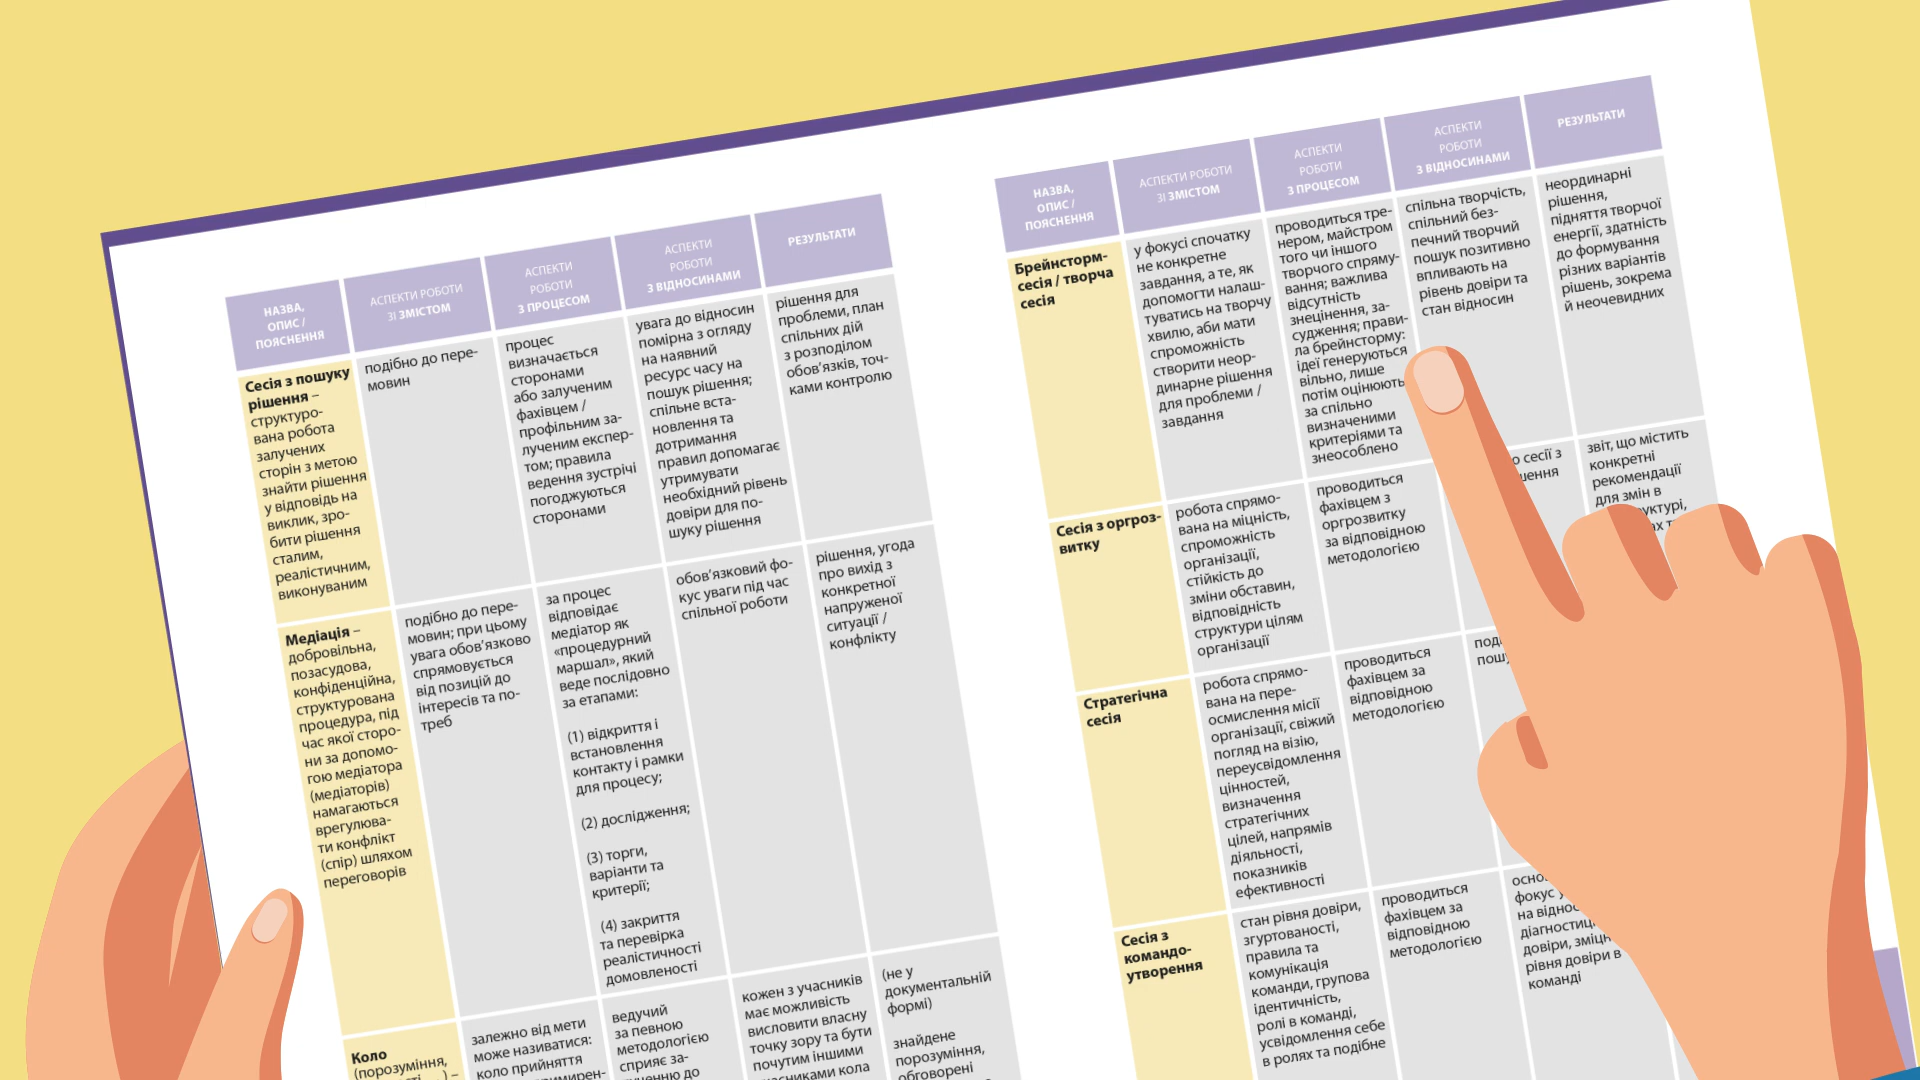 НАЗВА,
ОПИС /
ПОЯСНЕННЯ
АСПЕКТИ РОБОТИ
ЗІ ЗМІСТОМ
АСПЕКТИ
РОБОТИ
З ПРОЦЕСОМ
АСПЕКТИ
РОБОТИ
З ВІДНОСИНАМИ
РЕЗУЛЬТАТИ
Сесія з пошуку
рішення –
структуро-
вана робота
залучених
сторін з метою
знайти рішення
у відповідь на
виклик, зро-
бити рішення
сталим,
реалістичним,
виконуваним
подібно до пере-
мовин
процес
визначається
сторонами
або залученим
фахівцем /
профільним за-
лученим експер-
том; правила
ведення зустрічі
погоджуються
сторонами
увага до відносин
помірна з огляду
на наявний
ресурс часу на
пошук рішення;
спільне вста-
новлення та
дотримання
правил допомагає
утримувати
необхідний рівень
довіри для по-
шуку рішення
рішення для
проблеми, план
спільних дій
з розподілом
обов’язків, точ-
ками контролю
Медіація –
добровільна,
позасудова,
конфіденційна,
структурована
процедура, під
час якої сторо-
ни за допомо-
гою медіатора
(медіаторів)
намагаються
врегулюва-
ти конфлікт
(спір) шляхом
переговорів
подібно до пере-
мовин; при цьому
увага обов’язково
спрямовується
від позицій до
інтересів та по-
треб
за процес
відповідає
медіатор як
«процедурний
маршал», який
веде послідовно
за етапами:
(1) відкриття і
встановлення
контакту і рамки
для процесу;
(2) дослідження;
(3) торги,
варіанти та
критерії;
(4) закриття
та перевірка
реалістичності
домовленості
обов’язковий фо-
кус уваги під час
спільної роботи
рішення, угода
про вихід з
конкретної
напруженої
ситуації /
конфлікту
Коло
(порозуміння,
залежно від мети
може називатися:
коло прийняття
ведучий
за певною
методологією
сприяє за-
кожен з учасників
має можливість
висловити власну
точку зору та бути
почутим іншими
кола
(не у
документальній
формі)
знайдене
порозуміння,
обговорені
НАЗВА,
ОПИС /
ПОЯСНЕННЯ
АСПЕКТИ РОБОТИ
ЗІ ЗМІСТОМ
АСПЕКТИ
РОБОТИ
З ПРОЦЕСОМ
АСПЕКТИ
РОБОТИ
З ВІДНОСИНАМИ
РЕЗУЛЬТАТИ
Брейнсторм-
сесія / творча
сесія
у фокусі спочатку
не конкретне
завдання, а те, як
допомогти налаш-
туватись на творчу
хвилю, аби мати
спроможність
створити неор-
динарне рішення
для проблеми /
завдання
проводиться тре-
нером, майстром
того чи іншого
творчого спряму-
вання; важлива
відсутність
знецінення, за-
судження; прави-
ла брейнсторму:
ідеї генеруються
вільно, лише
потім оцінюють
за спільно
визначеними
критеріями та
знеособлено
спільна творчість,
спільний без-
печний творчий
пошук позитивно
впливають на
рівень довіри та
стан відносин
неординарні
рішення,
підняття творчої
енергії, здатність
до формування
різних варіантів
рішень, зокрема
й неочевидних
Сесія з оргроз-
витку
робота спрямо-
вана на міцність,
спроможність
організації,
стійкість до
зміни обставин,
відповідність
структури цілям
організації
проводиться
фахівцем з
оргрозвитку
за відповідною
методологією
сесії з
звіт, що містить
конкретні
рекомендації
для змін в
Стратегічна
сесія
робота спрямо-
вана на пере-
осмислення місії
організації, свіжий
погляд на візію,
переусвідомлення
цінностей,
визначення
стратегічних
цілей, напрямів
діяльності,
показників
ефективності
проводиться
фахівцем за
відповідною
методологією
Сесія з
командо-
утворення
стан рівня довіри,
згуртованості,
правила та
комунікація
команди, групова
ідентичність,
ролі в команді,
усвідомлення себе
в ролях та подібне
проводиться
фахівцем за
відповідною
методологією
фокус
на
довіри,
рівня довіри в
команді